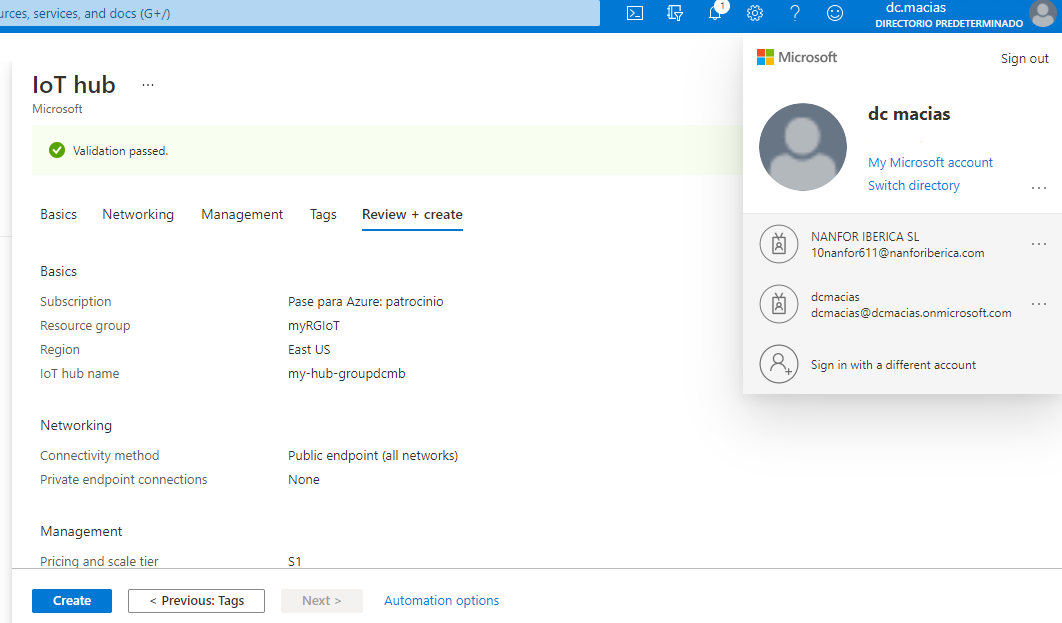 urces, services, and docs (G+/)
1
dc.macias
DIRECTORIO PREDETERMINADO
IoT hub ...
Microsoft
Validation passed.
Basics Networking Management Tags Review + create
Basics
Subscription Pase para Azure: patrocinio
Resource group myRGIoT
Region East US
IoT hub name my-hub-groupdcmb
Networking
Connectivity method Public endpoint (all networks)
Private endpoint connections None
Management
Pricing and scale tier S1
Create < Previous: Tags Next > Automation options
Microsoft Sign out
dc macias
My Microsoft account
Switch directory ...
NANFOR IBERICA SL ...
10nanfor611@nanforiberica.com
dcmacias ...
dcmacias@dcmacias.onmicrosoft.com
Sign in with a different account